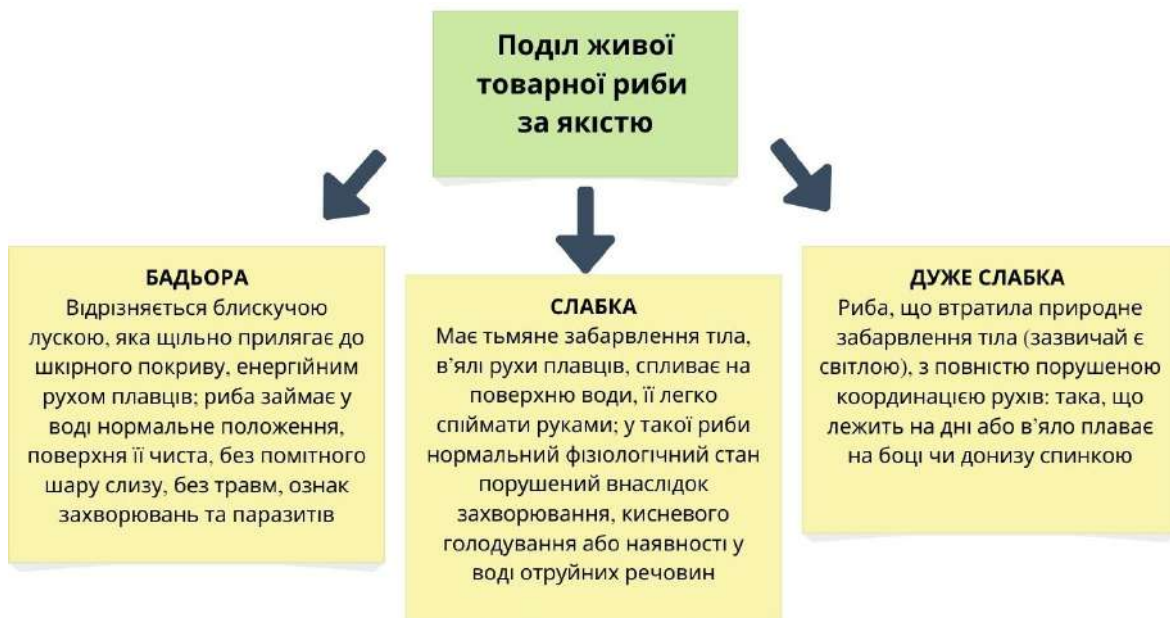 Поділ живої
товарної риби
за якістю
БАДЬОРА
Відрізняється блискучою
лускою, яка щільно прилягає до
шкірного покриву, енергійним
рухом плавців; риба займає у
воді нормальне положення,
поверхня її чиста, без помітного
шару слизу, без травм, ознак
захворювань та паразитів
СЛАБКА
Має тьмяне забарвлення тіла,
в'ялі рухи плавців, спливає на
поверхню води, її легко
спіймати руками; у такої риби
нормальний фізіологічний стан
порушений внаслідок
захворювання, кисневого
голодування або наявності у
воді отруйних речовин
ДУЖЕ СЛАБКА
Риба, що втратила природне
забарвлення тіла (зазвичай є
світлою), з повністю порушеною
координацією рухів: така, що
лежить на дні або в'яло плаває
на боці чи донизу спинкою